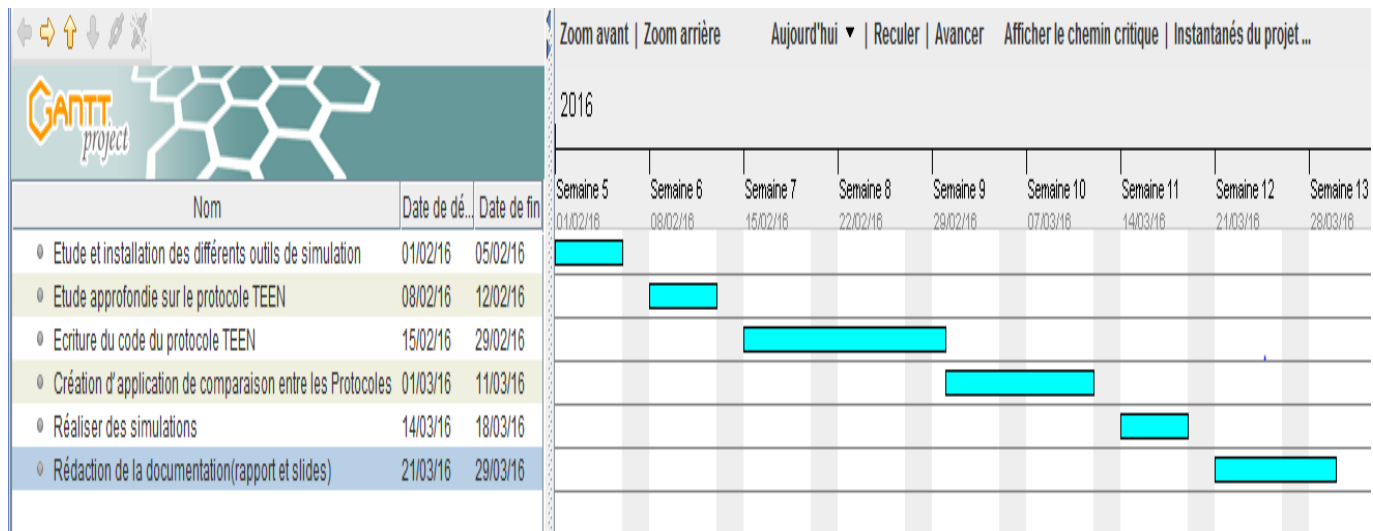 Zoom avant | Zoom arrière Aujourd'hui ▼ | Reculer | Avancer Afficher le chemin critique | Instantanés du projet ...
GANTT
project
2016
Nom Date de dé... Date de fin
Semaine 5 Semaine 6 Semaine 7 Semaine 8 Semaine 9 Semaine 10 Semaine 11 Semaine 12 Semaine 13
01/02/16 08/02/16 15/02/16 22/02/16 29/02/16 07/03/16 14/03/16 21/03/16 28/03/16
Etude et installation des différents outils de simulation 01/02/16 05/02/16
Etude approfondie sur le protocole TEEN 08/02/16 12/02/16
Ecriture du code du protocole TEEN 15/02/16 29/02/16
Création d'application de comparaison entre les Protocoles 01/03/16 11/03/16
Réaliser des simulations 14/03/16 18/03/16
Rédaction de la documentation(rapport et slides) 21/03/16 29/03/16